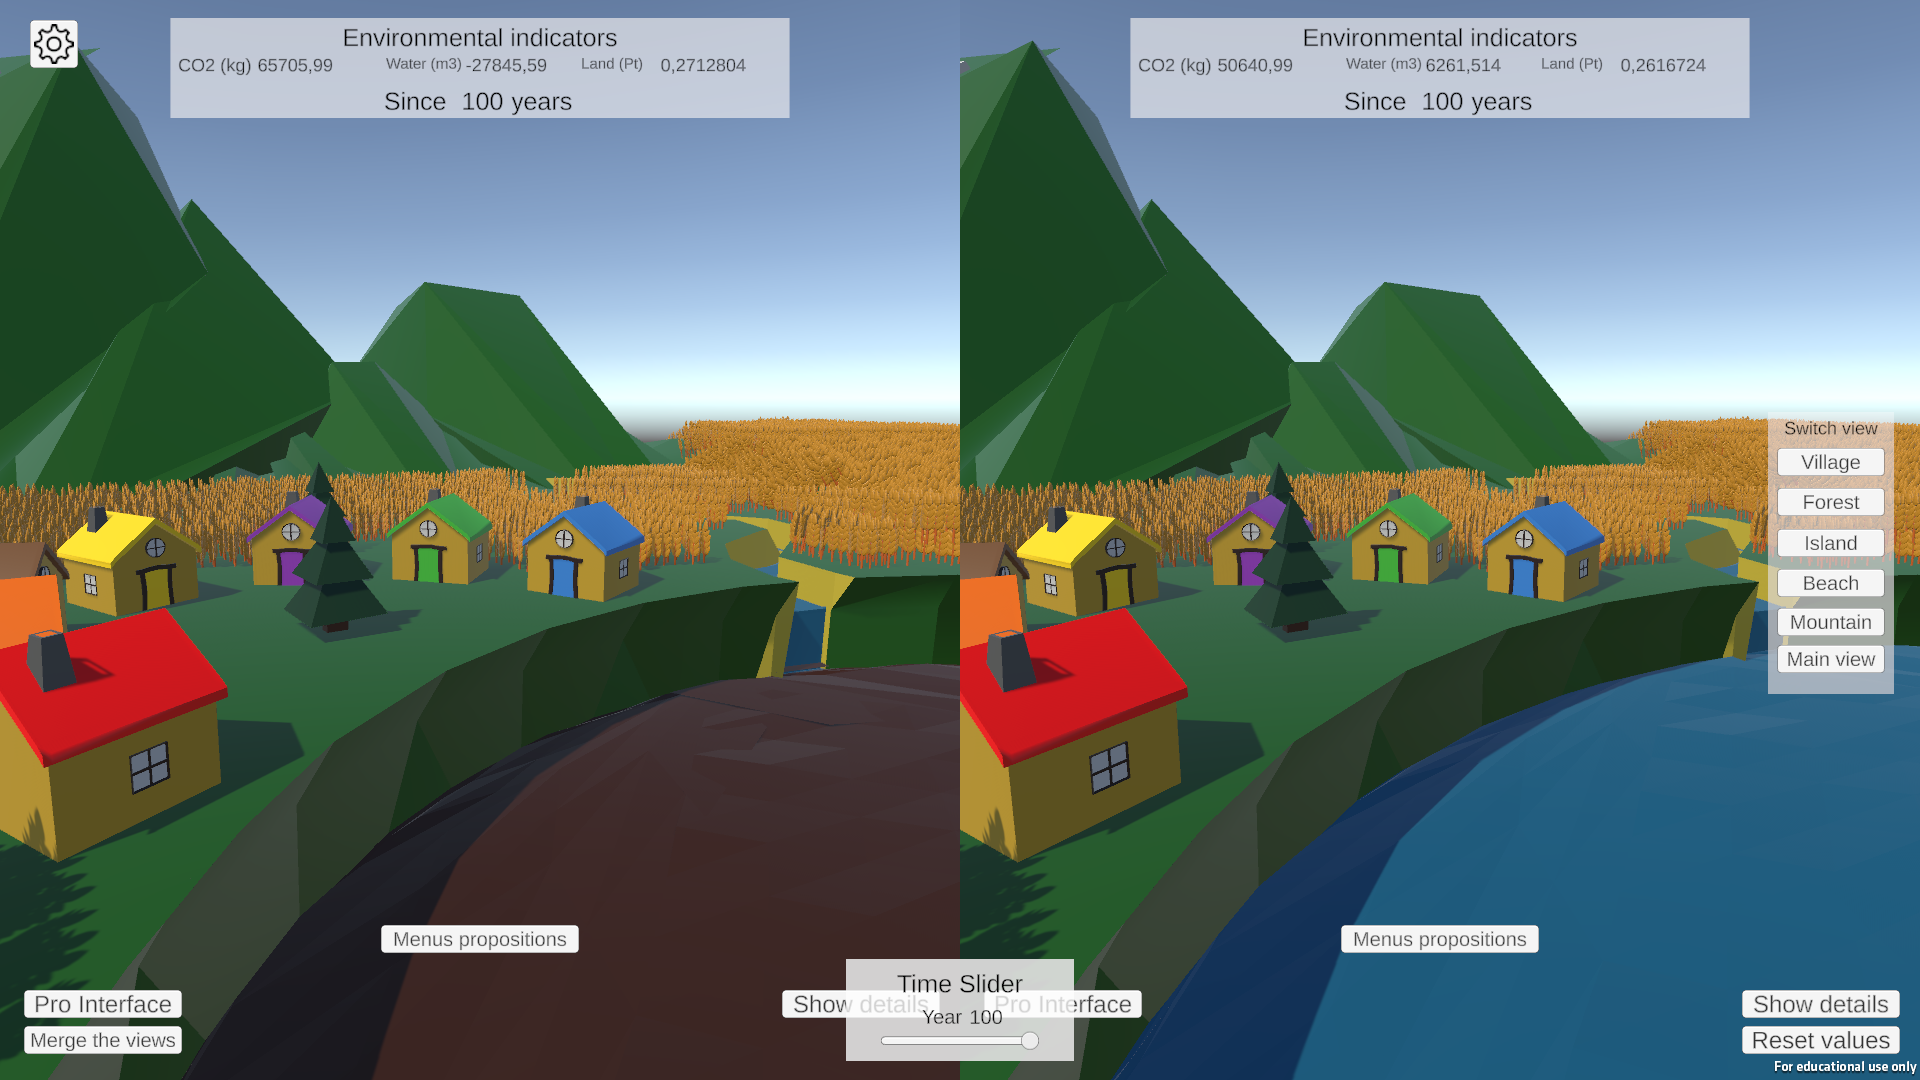 Environmental indicators
CO2 (kg) 65705,99 Water (m3) -27845,59 Land (Pt) 0,2712804
Since 100 years
Environmental indicators
CO2 (kg) 50640,99 Water (m3) 6261,514 Land (Pt) 0,2616724
Since 100 years
Switch view
Village
Forest
Island
Beach
Mountain
Main view
Menus propositions
Menus propositions
Pro Interface
Merge the views
Show details
Time Slider
Year 100
Pro Interface
Show details
Reset values
For educational use only